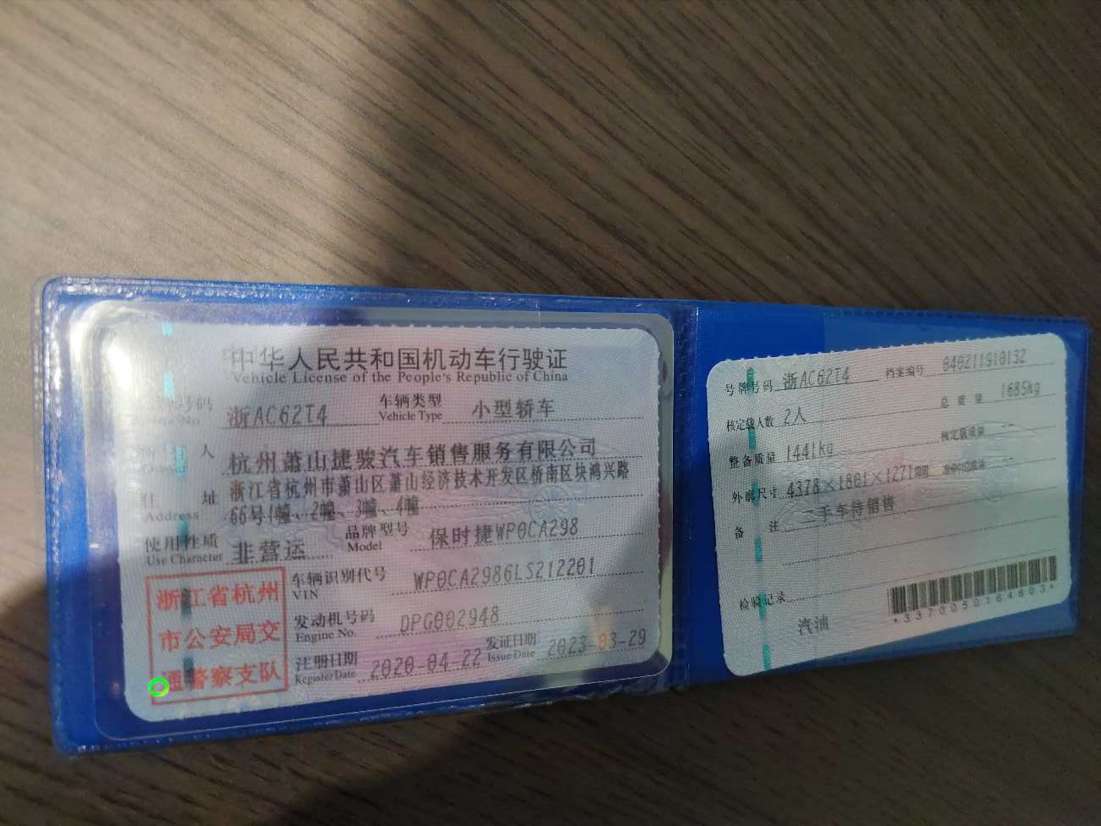 中华人民共和国机动车行驶证
Vehicle License of the People's Republic of China
号码 浙AC62T4 车辆类型 小型轿车
No. Vehicle Type
人 杭州萧山捷骏汽车销售服务有限公司
住 址 浙江省杭州市萧山区萧山经济技术开发区桥南区块鸿兴路
Address 66号1幢、2幢、3幢、4幢
使用性质 非营运 品牌型号 保时捷WP0CA298
Use Character Model
浙江省杭州
市公安局交
通警察支队
车辆识别代号 WP0CA2986LS212201
VIN
发动机号码 DPG002948
Engine No.
注册日期 2020-04-22 发证日期 2023-03-29
Register Date Issue Date
号牌号码 浙AC62T4 档案编号 040211910132
核定载人数 2人 总质量 1685kg
整备质量 1441kg 核定载质量 --
外廓尺寸 4378×1801×1271mm --
备 注 二手车待销售
检验记录
汽油
*3370050164803*